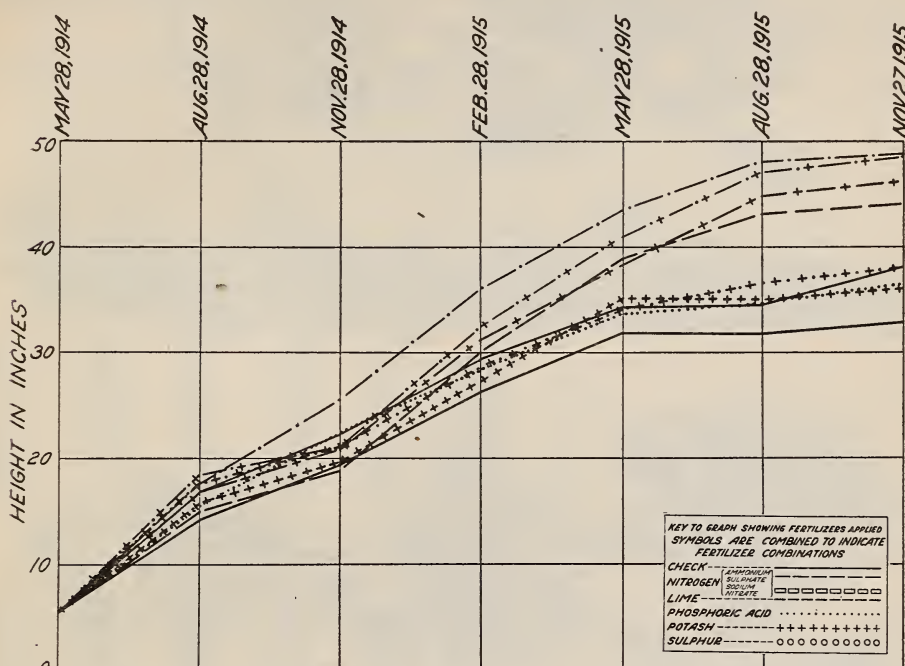 MAY 28, 1914
AUG. 28, 1914
NOV. 28, 1914
FEB. 28, 1915
MAY 28, 1915
AUG. 28, 1915
NOV. 27, 1915
50
40
30
20
10
0
HEIGHT IN INCHES
KEY TO GRAPH SHOWING FERTILIZERS APPLIED
SYMBOLS ARE COMBINED TO INDICATE
FERTILIZER COMBINATIONS
CHECK
NITROGEN
AMMONIUM
SULPHATE
SODIUM
NITRATE
LIME
PHOSPHORIC ACID
POTASH
SULPHUR